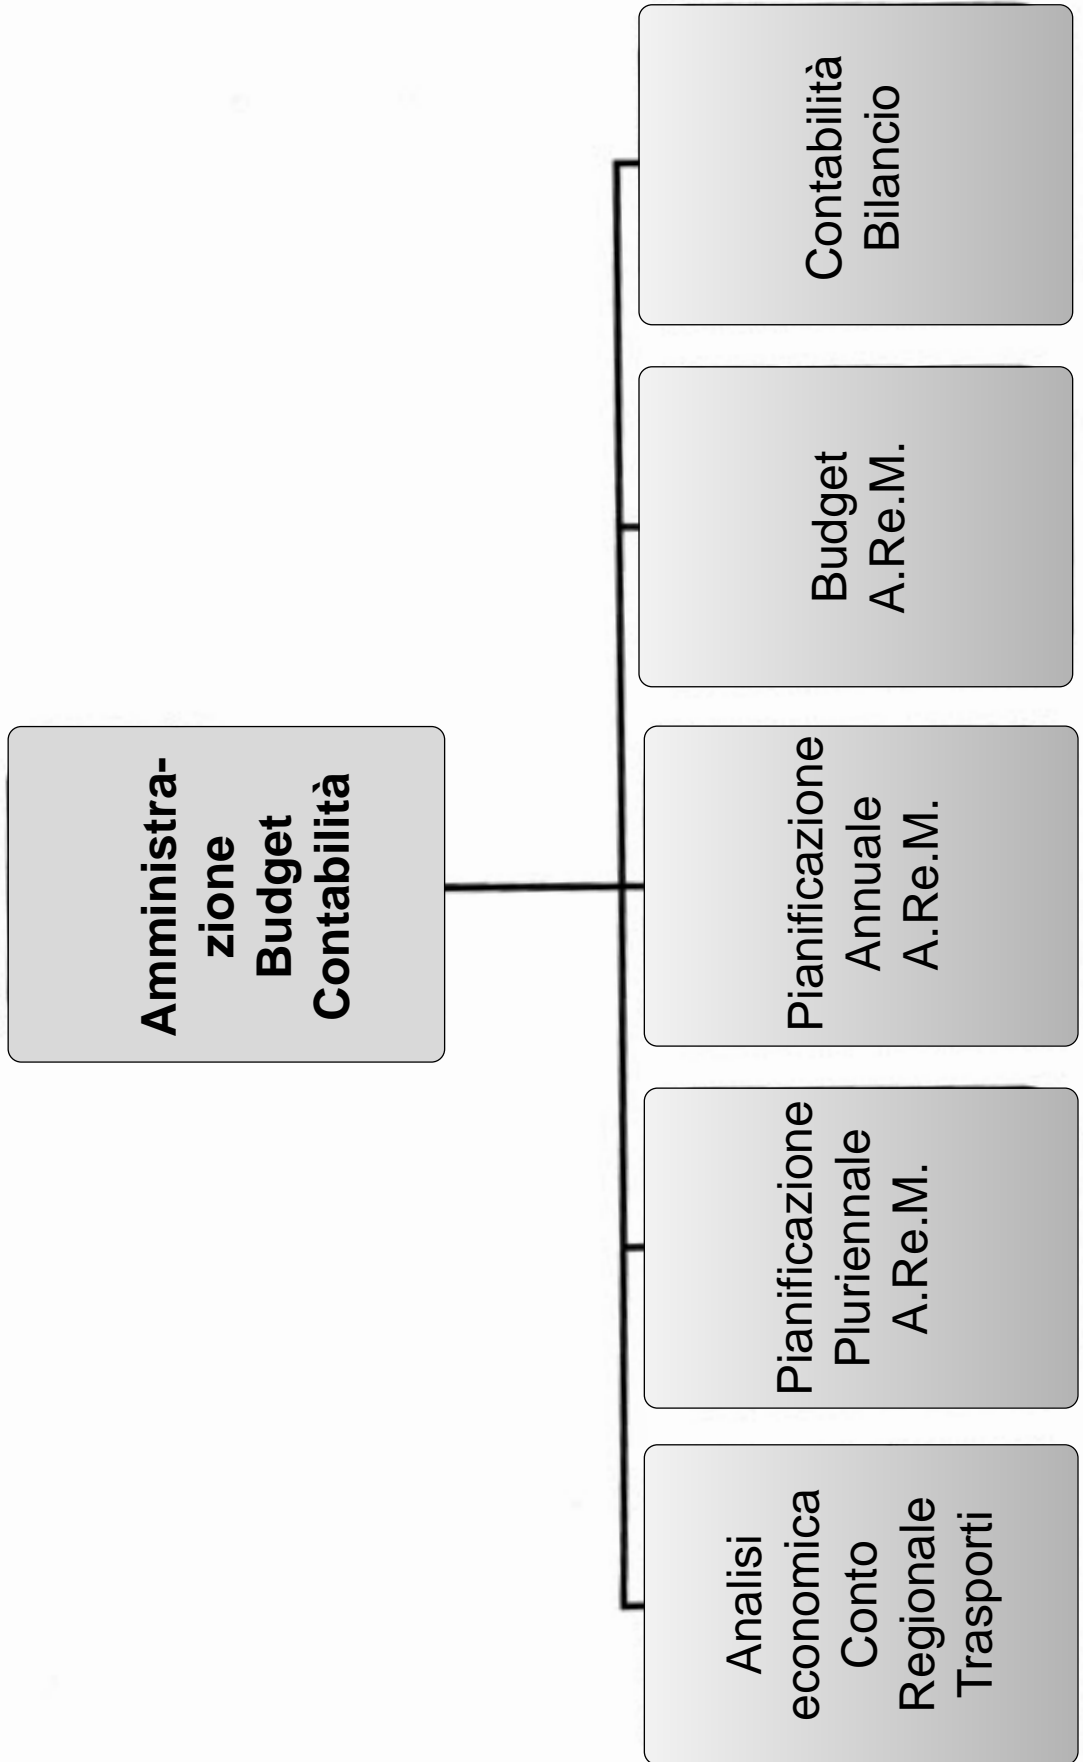 Amministra-
zione
Budget
Contabilità
Analisi
economica
Conto
Regionale
Trasporti
Pianificazione
Pluriennale
A.Re.M.
Pianificazione
Annuale
A.Re.M.
Budget
A.Re.M.
Contabilità
Bilancio